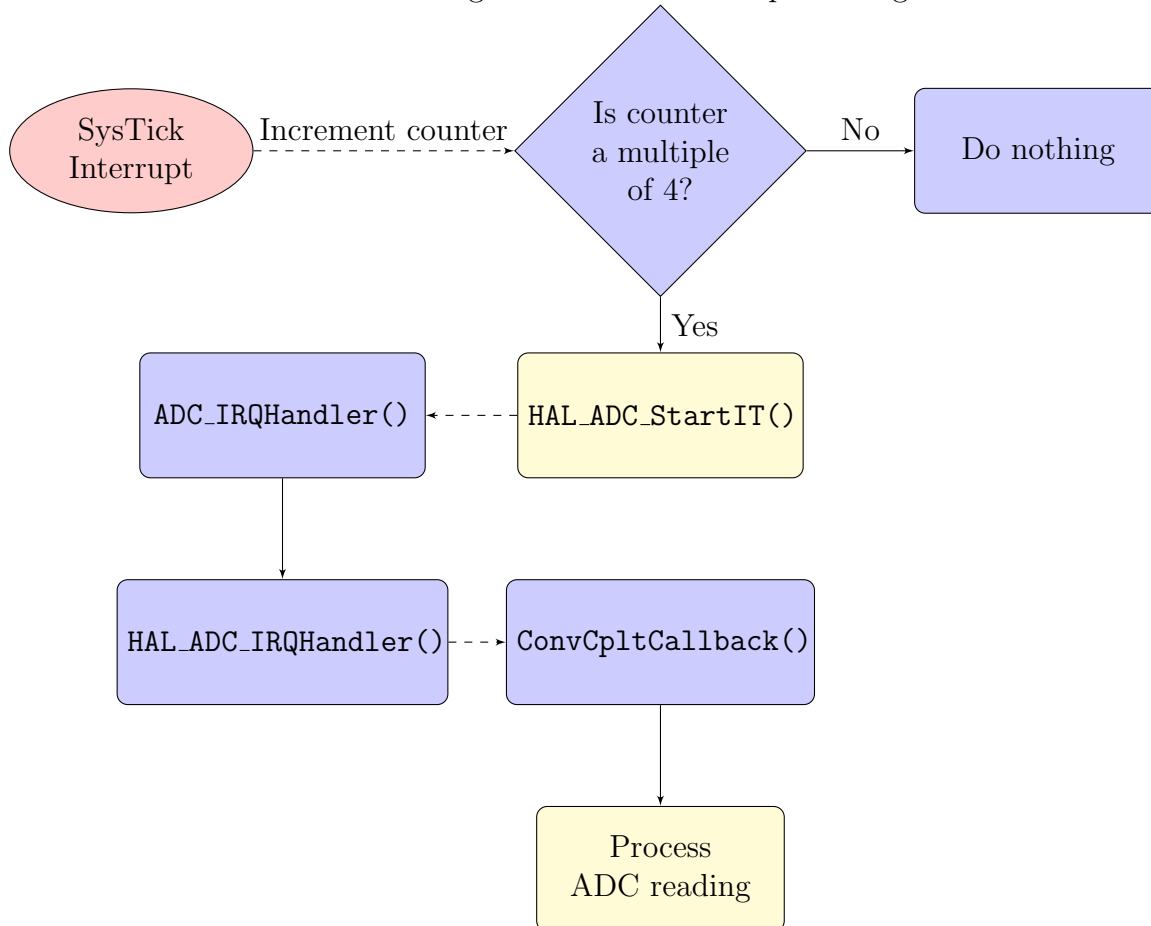 SysTick
Interrupt
Increment counter
Is counter
a multiple
of 4?
No
Do nothing
Yes
ADC_IRQHandler()
HAL_ADC_StartIT()
HAL_ADC_IRQHandler()
ConvCpltCallback()
Process
ADC reading